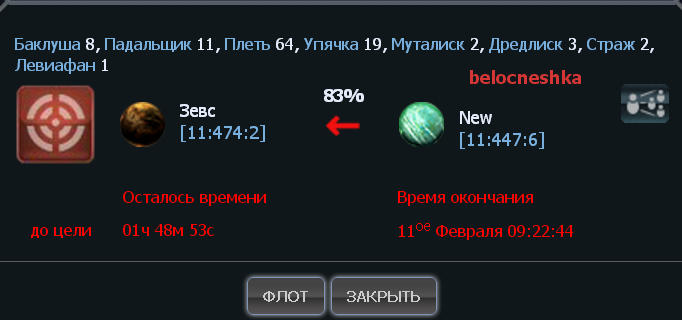 Баклуша 8, Падальщик 11, Плеть 64, Упячка 19, Муталиск 2, Дредлиск 3, Страж 2,
Левиафан 1
belocneshka
83%
Зевс
New
[11:474:2]
[11:447:6]
Осталось времени
Время окончания
до цели
01ч 48м 53с
11ое Февраля 09:22:44
ФЛОТ
ЗАКРЫТЬ